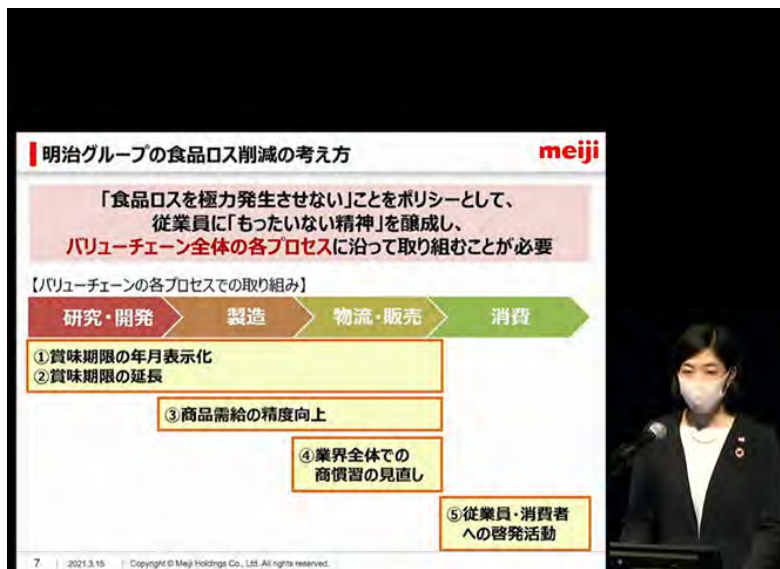 明治グループの食品ロス削減の考え方
meiji
「食品ロスを極力発生させない」ことをポリシーとして、
従業員に「もったいない精神」を醸成し、
バリューチェーン全体の各プロセスに沿って取り組むことが必要
【バリューチェーンの各プロセスでの取り組み】
研究・開発
製造
物流・販売
消費
①賞味期限の年月表示化
②賞味期限の延長
③商品需給の精度向上
④業界全体での
商慣習の見直し
⑤従業員・消費者
への啓発活動
7 | 2021.3.15 | Copyright © Meiji Holdings Co., Ltd. All rights reserved.